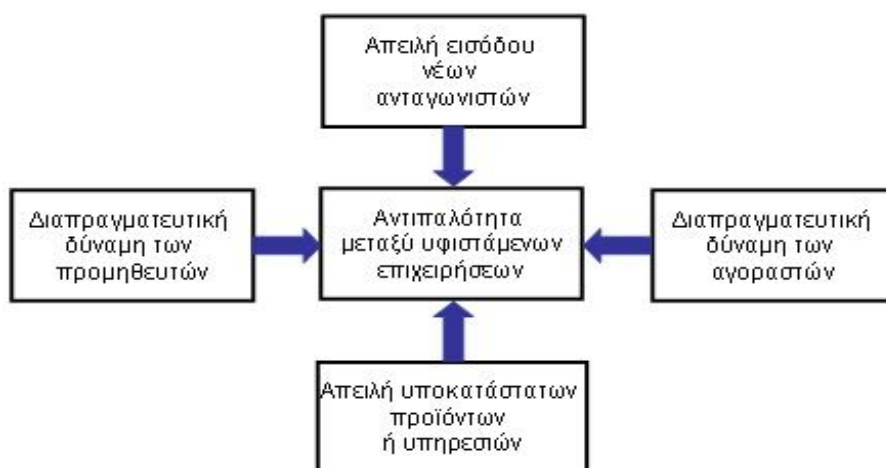 Απειλή εισόδου
νέων
ανταγωνιστών
Διαπραγματευτική
δύναμη των
προμηθευτών
Αντιπαλότητα
μεταξύ υφιστάμενων
επιχειρήσεων
Διαπραγματευτική
δύναμη των
αγοραστών
Απειλή υποκατάστατων
προϊόντων
ή υπηρεσιών